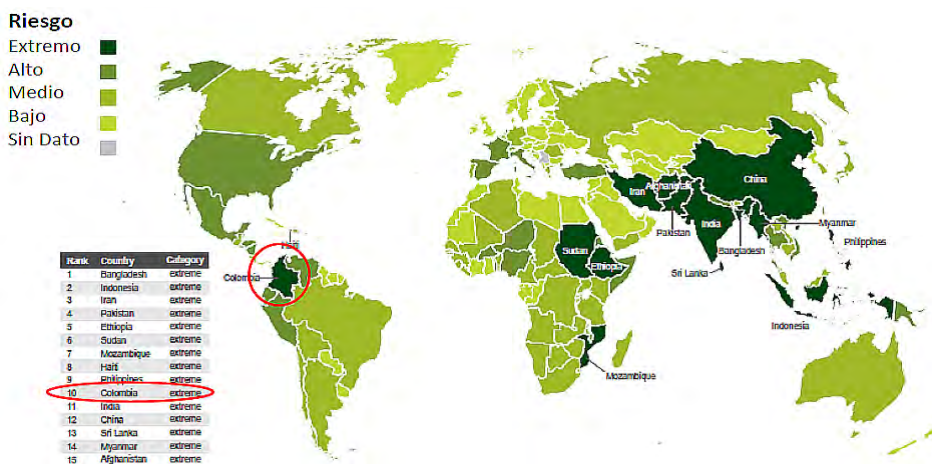 Riesgo
Extremo
Alto
Medio
Bajo
Sin Dato
China
Iran
Afghanistan
India
Myanmar
Pakistan
Bangladesh
Philippines
Haiti
Sudan
Ethiopia
Sri Lanka
Colombia
Indonesia
Mozambique
Rank Country Category
1 Bangladesh extreme
2 Indonesia extreme
3 Iran extreme
4 Pakistan extreme
5 Ethiopia extreme
6 Sudan extreme
7 Mozambique extreme
8 Haiti extreme
9 Philippines extreme
10 Colombia extreme
11 India extreme
12 China extreme
13 Sri Lanka extreme
14 Myanmar extreme
15 Afghanistan extreme